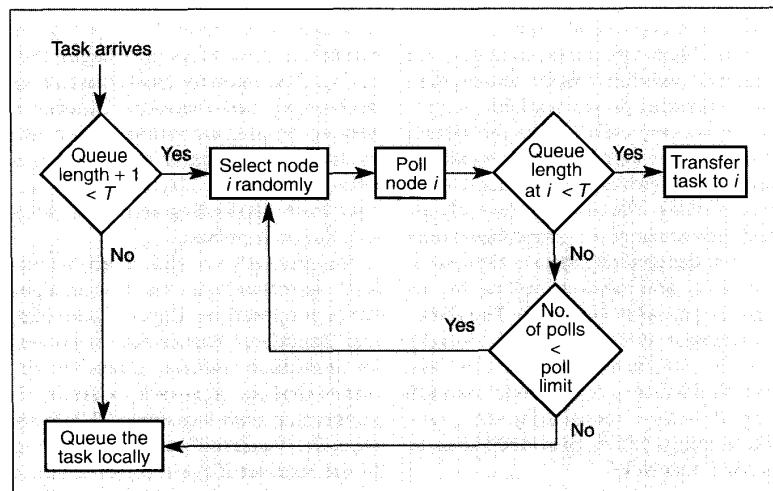 Task arrives
Queue
length + 1
< T
Yes
Select node
i randomly
Poll
node i
Queue
length
at i < T
Yes
Transfer
task to i
No
No
Yes
No.
of polls
<
poll
limit
No
Queue the
task locally